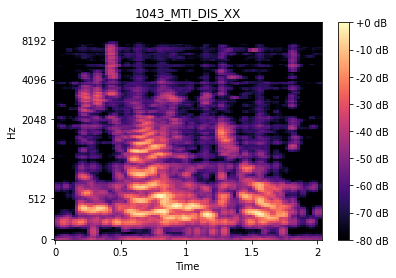 1043_MTI_DIS_XX
8192
4096
2048
1024
512
0
Hz
0
0.5
1
1.5
2
Time
+0 dB
-10 dB
-20 dB
-30 dB
-40 dB
-50 dB
-60 dB
-70 dB
-80 dB